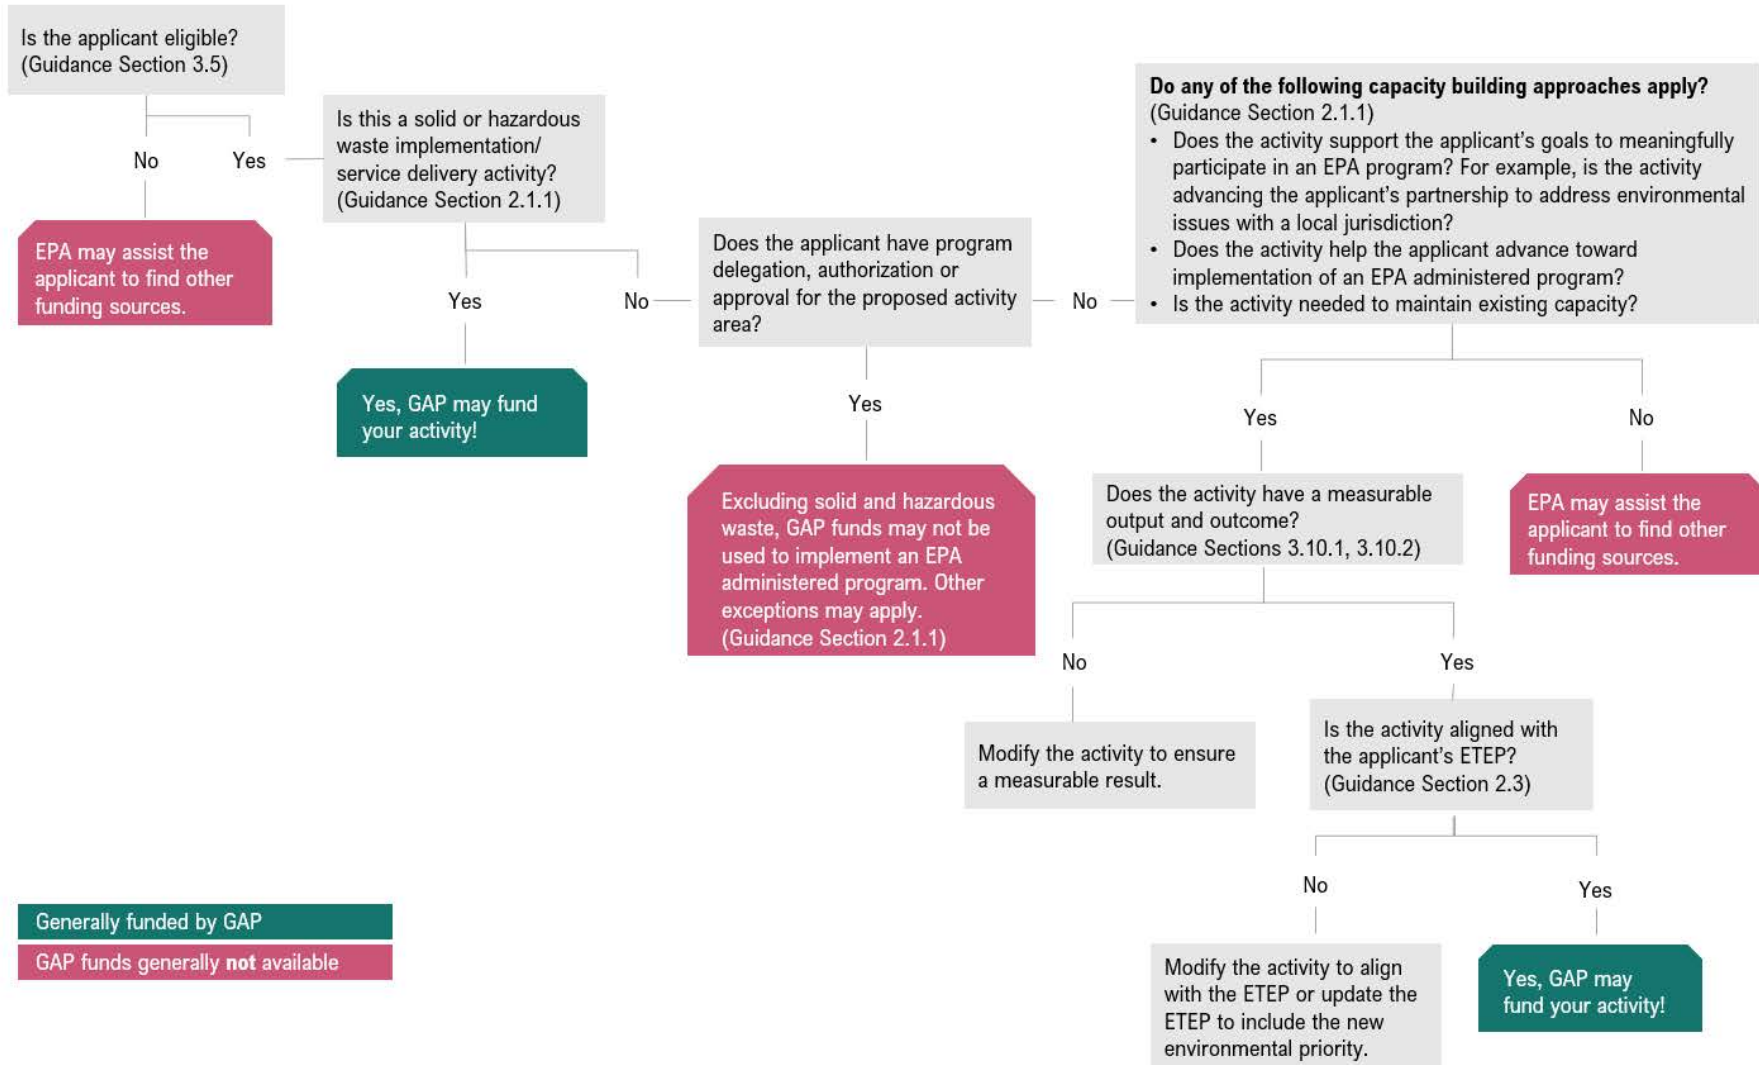 Is the applicant eligible?
(Guidance Section 3.5)
No
Yes
EPA may assist the
applicant to find other
funding sources.
Is this a solid or hazardous
waste implementation/
service delivery activity?
(Guidance Section 2.1.1)
Yes
No
Yes, GAP may fund
your activity!
Does the applicant have program
delegation, authorization or
approval for the proposed activity
area?
No
Yes
Excluding solid and hazardous
waste, GAP funds may not be
used to implement an EPA
administered program. Other
exceptions may apply.
(Guidance Section 2.1.1)
Do any of the following capacity building approaches apply?
(Guidance Section 2.1.1)
• Does the activity support the applicant's goals to meaningfully
participate in an EPA program? For example, is the activity
advancing the applicant's partnership to address environmental
issues with a local jurisdiction?
• Does the activity help the applicant advance toward
implementation of an EPA administered program?
• Is the activity needed to maintain existing capacity?
Yes
No
Does the activity have a measurable
output and outcome?
(Guidance Sections 3.10.1, 3.10.2)
EPA may assist the
applicant to find other
funding sources.
No
Yes
Modify the activity to ensure
a measurable result.
Is the activity aligned with
the applicant's ETEP?
(Guidance Section 2.3)
No
Yes
Modify the activity to align
with the ETEP or update the
ETEP to include the new
environmental priority.
Yes, GAP may
fund your activity!
Generally funded by GAP
GAP funds generally not available